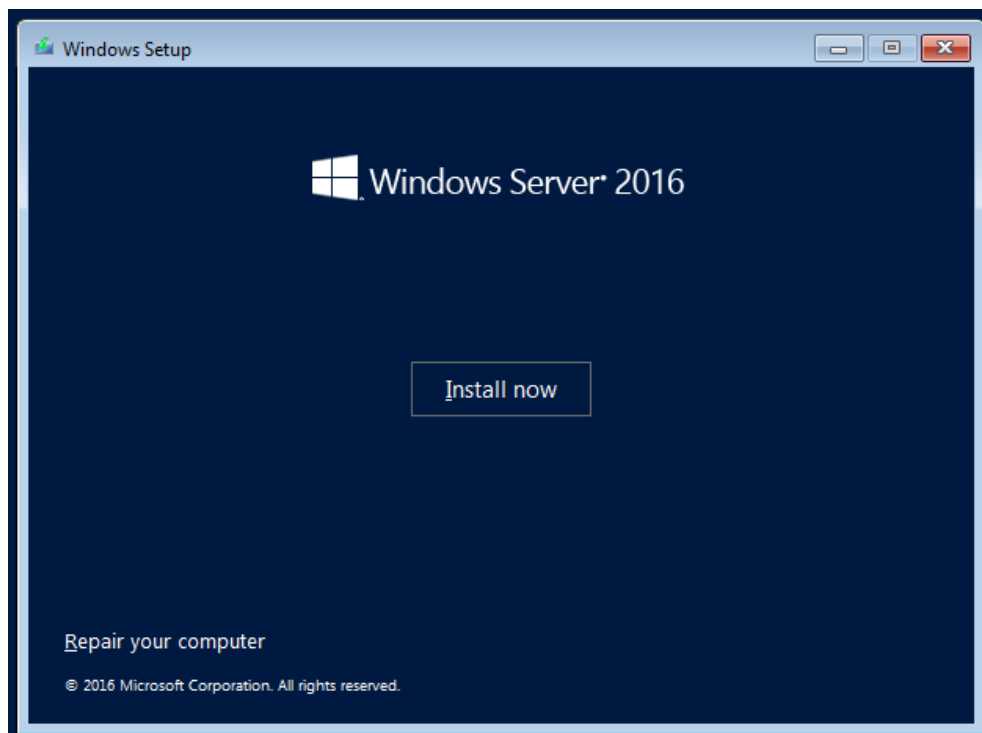 Windows Setup
Windows Server® 2016
Install now
Repair your computer
© 2016 Microsoft Corporation. All rights reserved.